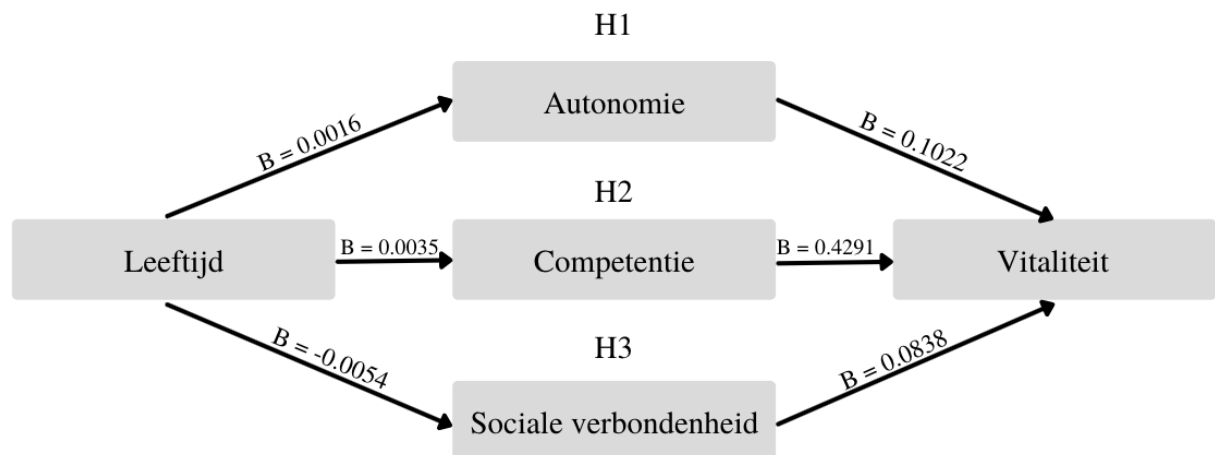 H1
Autonomie
B = 0.0016
B = 0.1022
H2
Leeftijd
B = 0.0035
Competentie
B = 0.4291
Vitaliteit
H3
B = -0.0054
B = 0.0838
Sociale verbondenheid